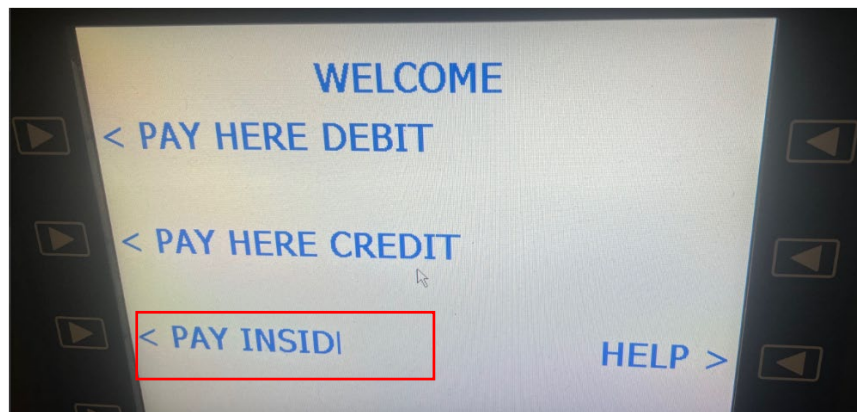 WELCOME
< PAY HERE DEBIT
< PAY HERE CREDIT
< PAY INSID|
HELP >